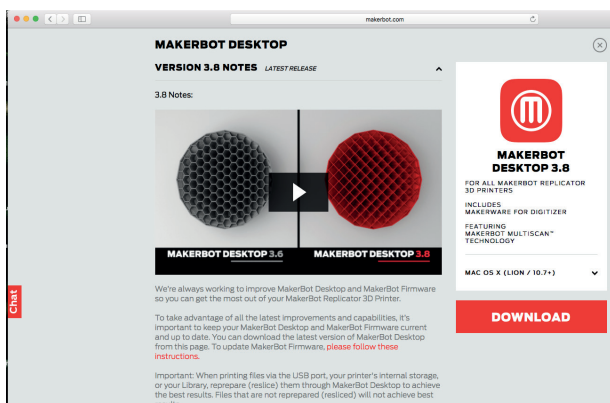 makerbot.com
MAKERBOT DESKTOP
VERSION 3.8 NOTES LATEST RELEASE
3.8 Notes:
MAKERBOT DESKTOP 3.6
MAKERBOT DESKTOP 3.8
We're always working to improve MakerBot Desktop and MakerBot Firmware
so you can get the most out of your MakerBot Replicator 3D Printer.
To take advantage of all the latest improvements and capabilities, it's
important to keep your MakerBot Desktop and MakerBot Firmware current
and up to date. You can download the latest version of MakerBot Desktop
from this page. To update MakerBot Firmware, please follow these
instructions.
Important: When printing files via the USB port, your printer's internal storage,
or your Library, reprepare (reslice) them through MakerBot Desktop to achieve
the best results. Files that are not reprepared (resliced) will not achieve best
MAKERBOT
DESKTOP 3.8
FOR ALL MAKERBOT REPLICATOR
3D PRINTERS
INCLUDES
MAKERWARE FOR DIGITIZER
FEATURING
MAKERBOT MULTISCAN™
TECHNOLOGY
MAC OS X (LION / 10.7+)
DOWNLOAD
Chat